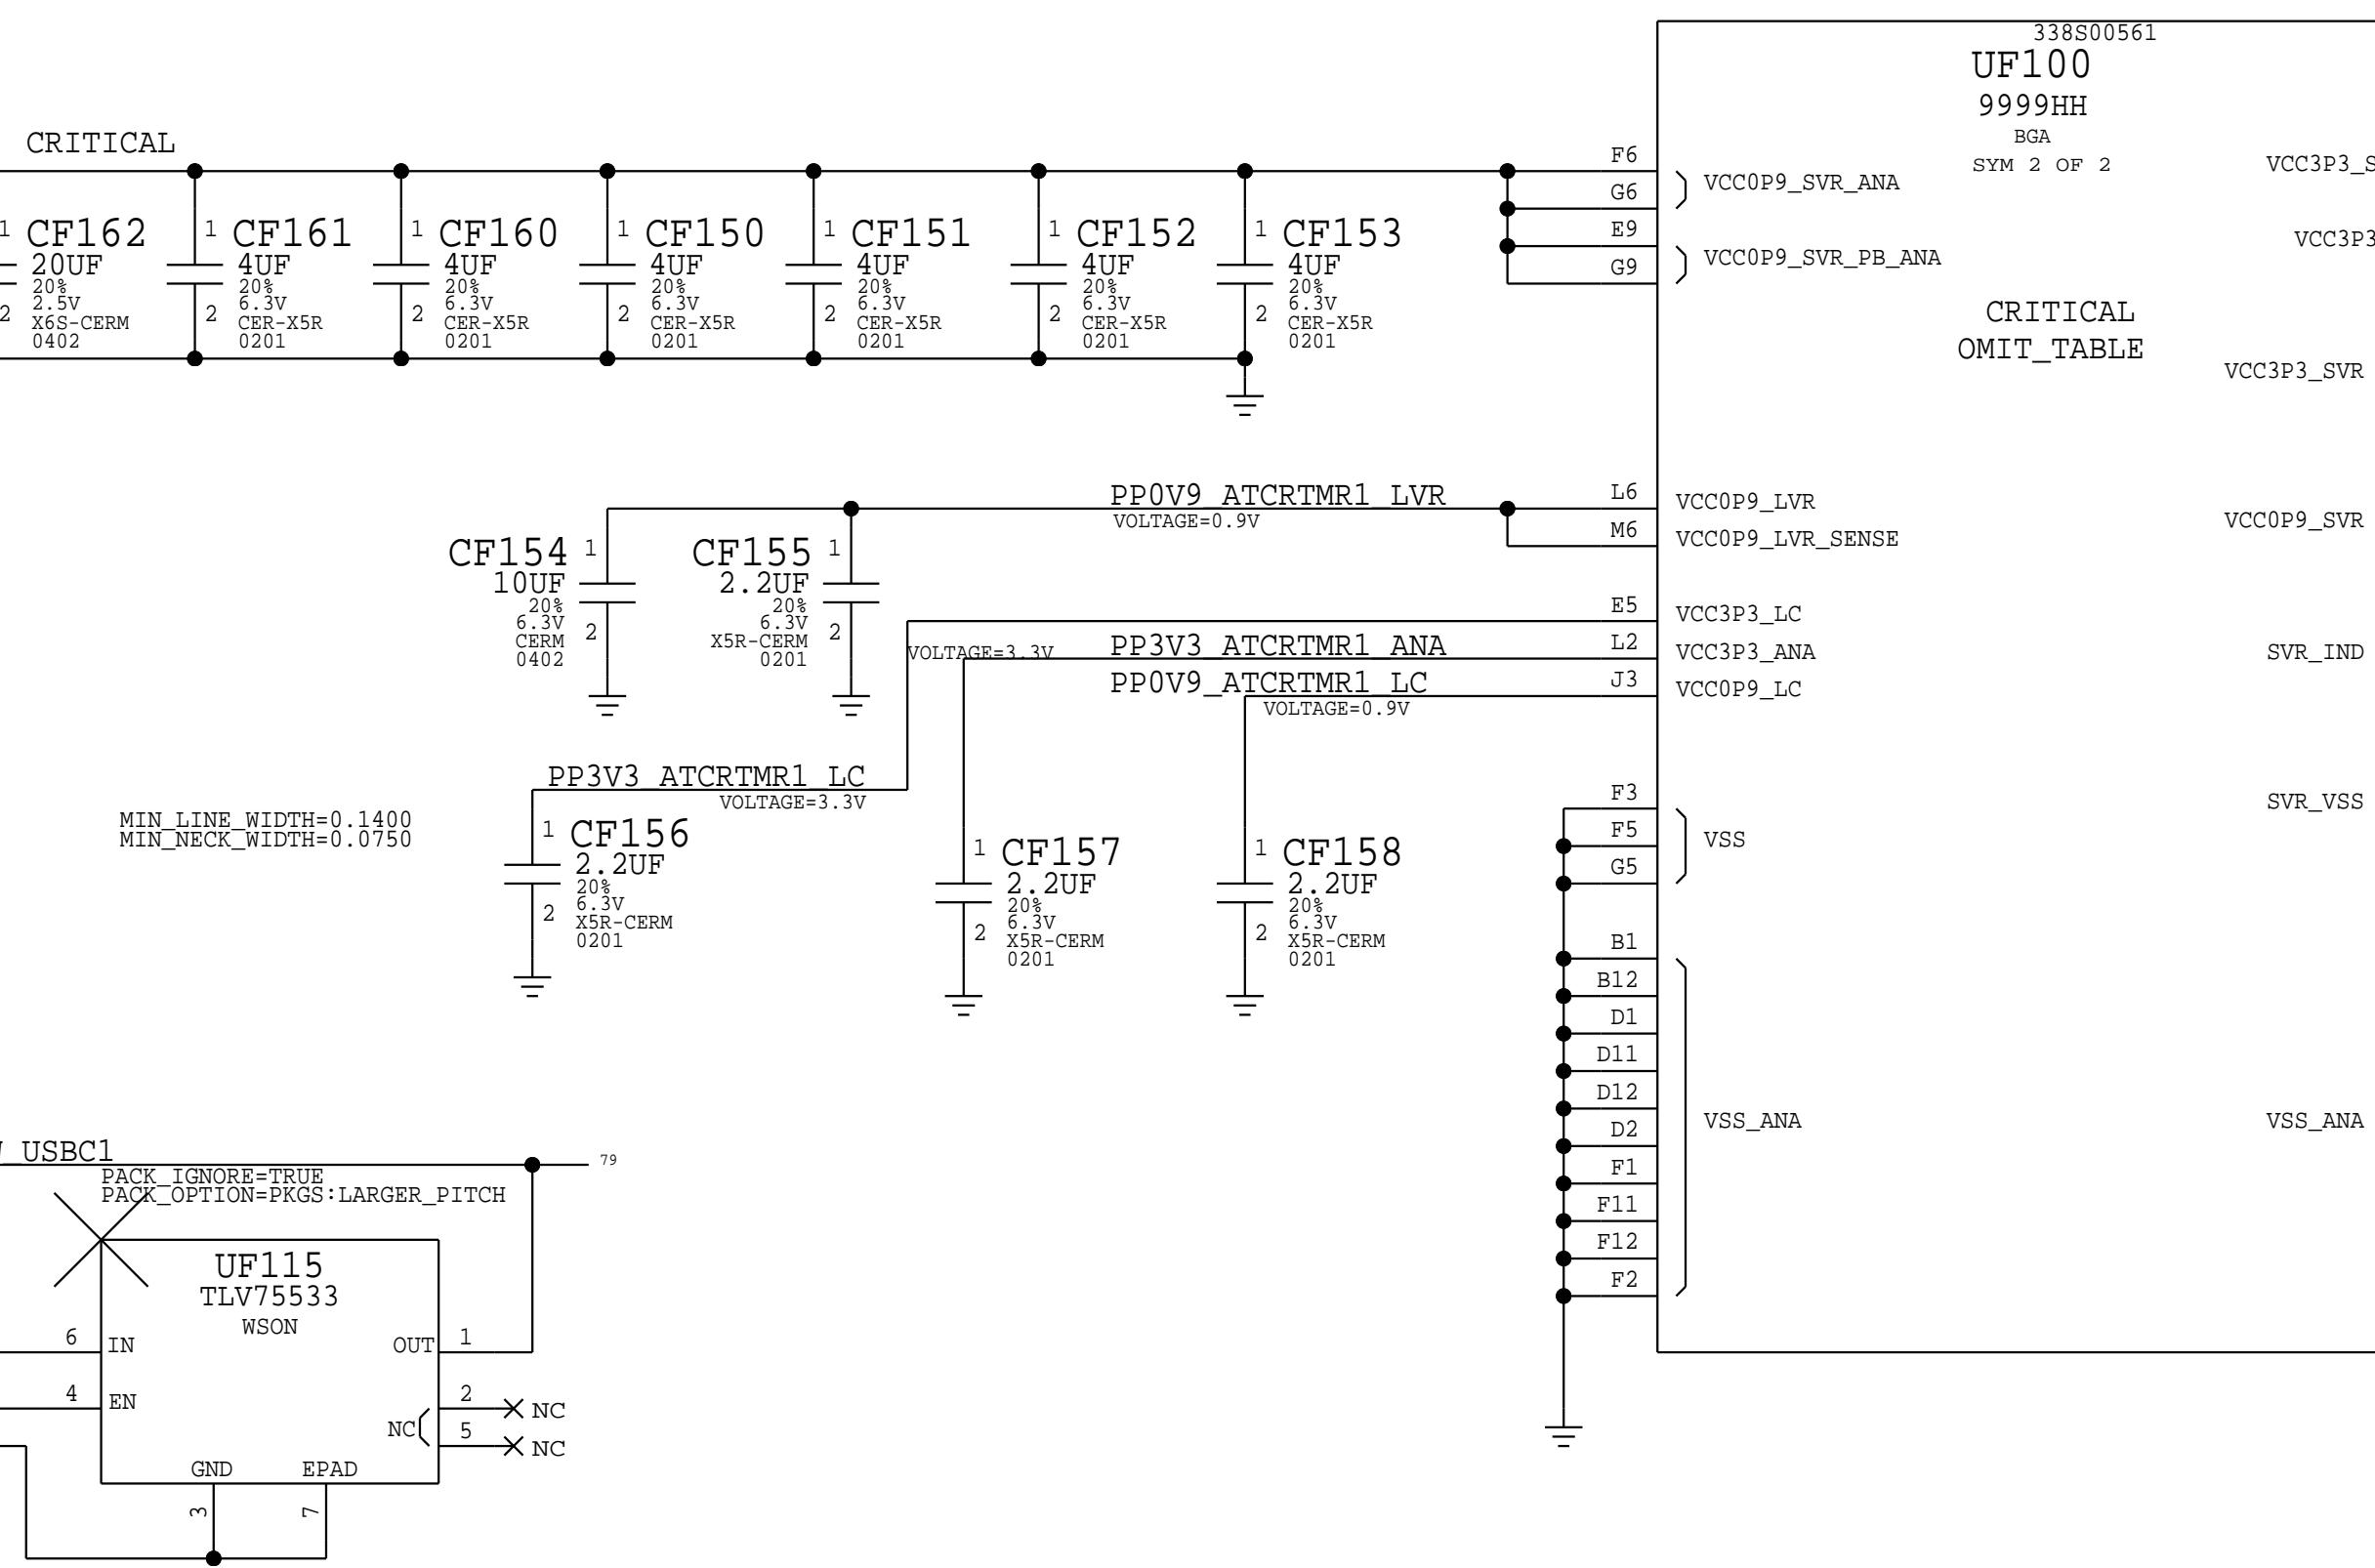 338S00561
UF100
9999HH
BGA
SYM 2 OF 2
CRITICAL
OMIT_TABLE
CRITICAL
1
2
CF162
20UF
20%
2.5V
X6S-CERM
0402
1
2
CF161
4UF
20%
6.3V
CER-X5R
0201
1
2
CF160
4UF
20%
6.3V
CER-X5R
0201
1
2
CF150
4UF
20%
6.3V
CER-X5R
0201
1
2
CF151
4UF
20%
6.3V
CER-X5R
0201
1
2
CF152
4UF
20%
6.3V
CER-X5R
0201
1
2
CF153
4UF
20%
6.3V
CER-X5R
0201
F6
G6
VCC0P9_SVR_ANA
E9
G9
VCC0P9_SVR_PB_ANA
VCC3P3_S
VCC3P3
VCC3P3_SVR
VCC0P9_SVR
SVR_IND
SVR_VSS
VSS_ANA
PP0V9_ATCRTMR1_LVR
VOLTAGE=0.9V
L6
VCC0P9_LVR
M6
VCC0P9_LVR_SENSE
CF154
10UF
20%
6.3V
CERM
0402
1
2
CF155
2.2UF
20%
6.3V
X5R-CERM
0201
1
2
E5
VCC3P3_LC
VOLTAGE=3.3V
PP3V3_ATCRTMR1_ANA
L2
VCC3P3_ANA
PP0V9_ATCRTMR1_LC
VOLTAGE=0.9V
J3
VCC0P9_LC
PP3V3_ATCRTMR1_LC
VOLTAGE=3.3V
MIN_LINE_WIDTH=0.1400
MIN_NECK_WIDTH=0.0750
1
2
CF156
2.2UF
20%
6.3V
X5R-CERM
0201
1
2
CF157
2.2UF
20%
6.3V
X5R-CERM
0201
1
2
CF158
2.2UF
20%
6.3V
X5R-CERM
0201
F3
F5
G5
VSS
B1
B12
D1
D11
D12
D2
F1
F11
F12
F2
VSS_ANA
_USBC1
79
PACK_IGNORE=TRUE
PACK_OPTION=PKGS:LARGER_PITCH
UF115
TLV75533
WSON
6
IN
OUT
1
4
EN
2
NC
NC
5
NC
GND
EPAD
3
7